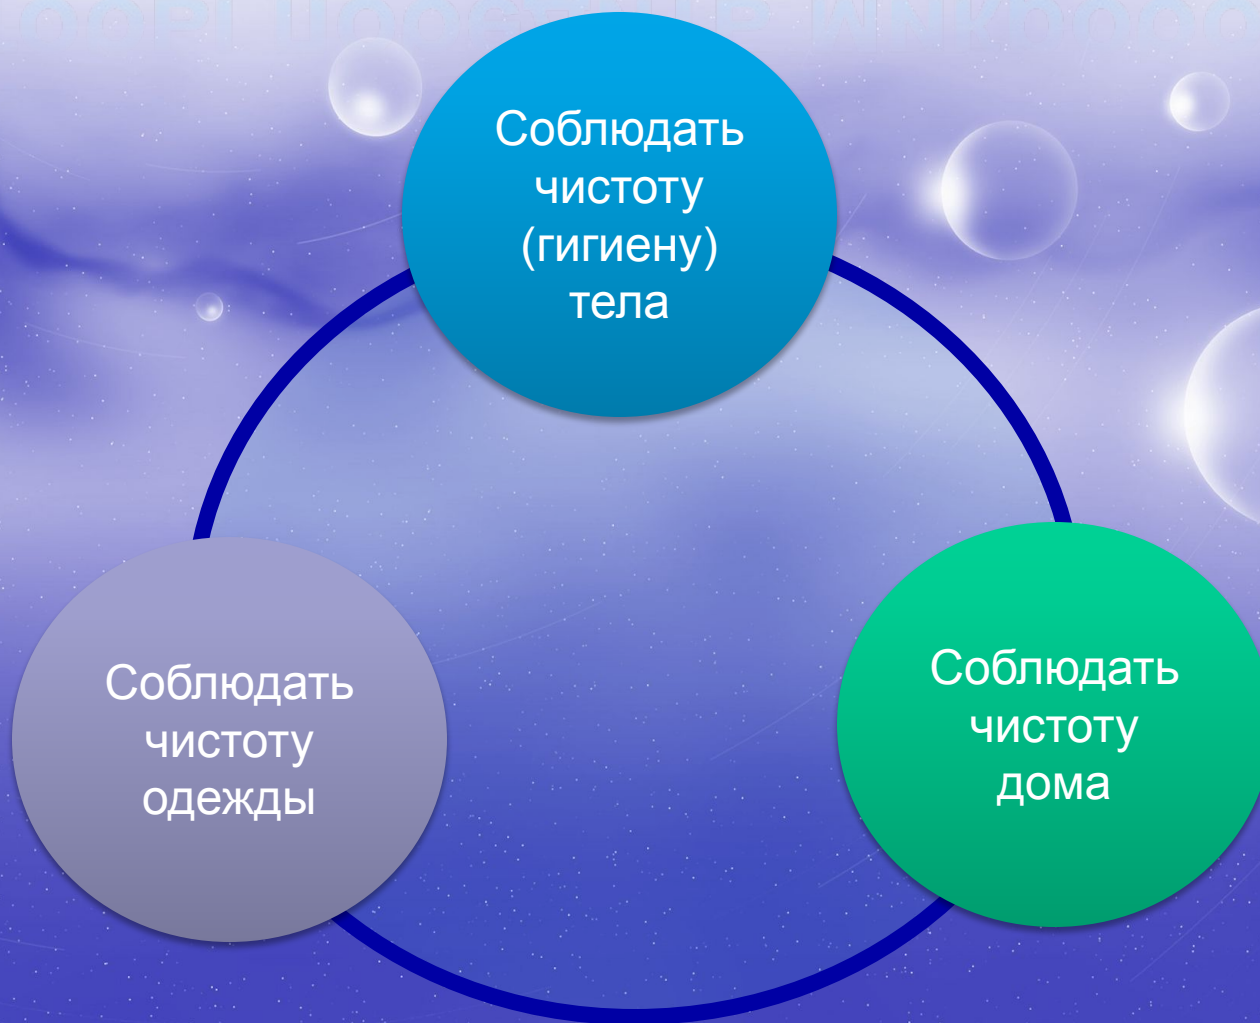 Соблюдать
чистоту
(гигиену)
тела
Соблюдать
чистоту
одежды
Соблюдать
чистоту
дома